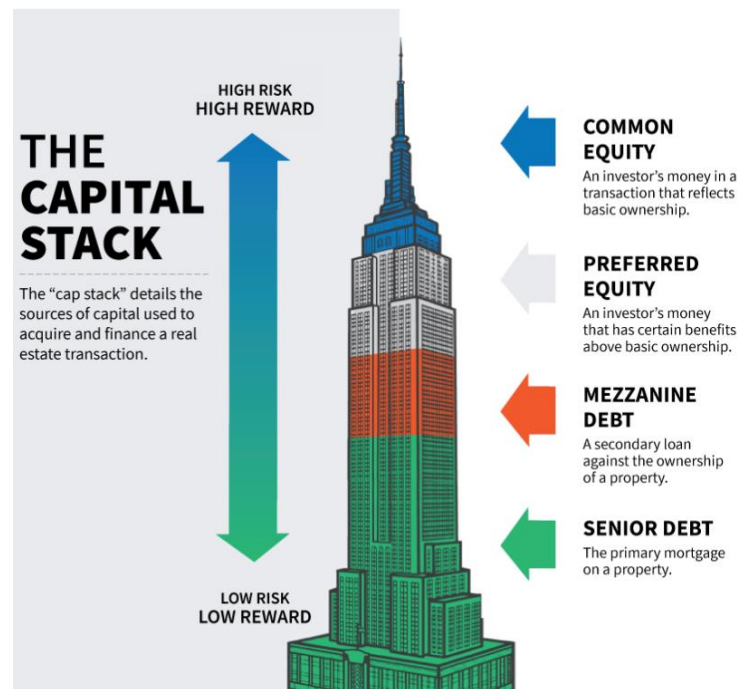 THE
CAPITAL
STACK
The “cap stack” details the
sources of capital used to
acquire and finance a real
estate transaction.
HIGH RISK
HIGH REWARD
LOW RISK
LOW REWARD
COMMON
EQUITY
An investor’s money in a
transaction that reflects
basic ownership.
PREFERRED
EQUITY
An investor’s money
that has certain benefits
above basic ownership.
MEZZANINE
DEBT
A secondary loan
against the ownership
of a property.
SENIOR DEBT
The primary mortgage
on a property.